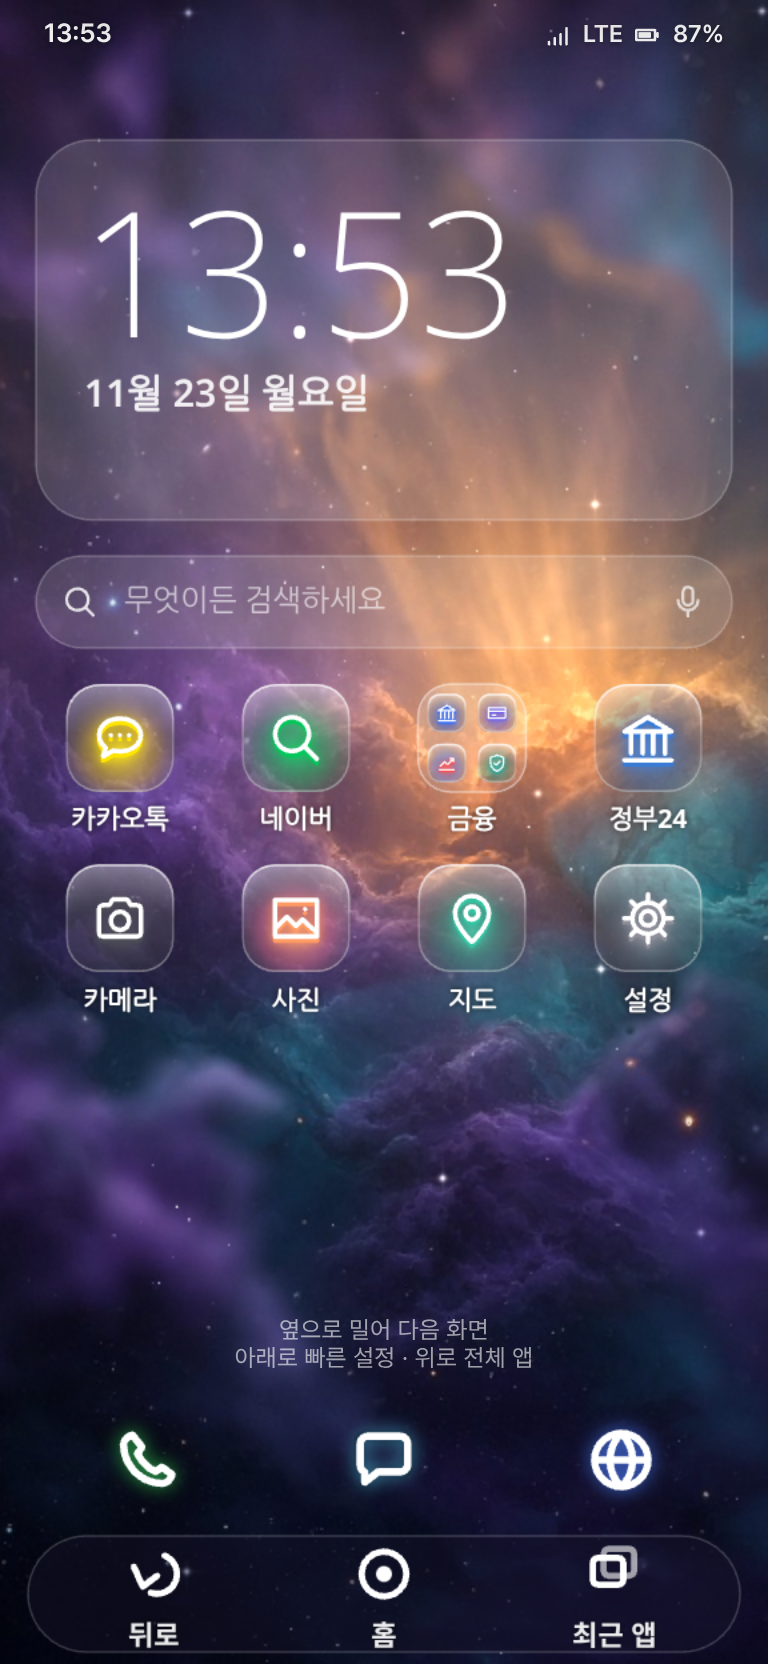 13:53
LTE 87%
13:53
11월 23일 월요일
무엇이든 검색하세요
카카오톡 네이버 금융 정부24
카메라 사진 지도 설정
옆으로 밀어 다음 화면
아래로 빠른 설정 · 위로 전체 앱
뒤로 홈 최근 앱